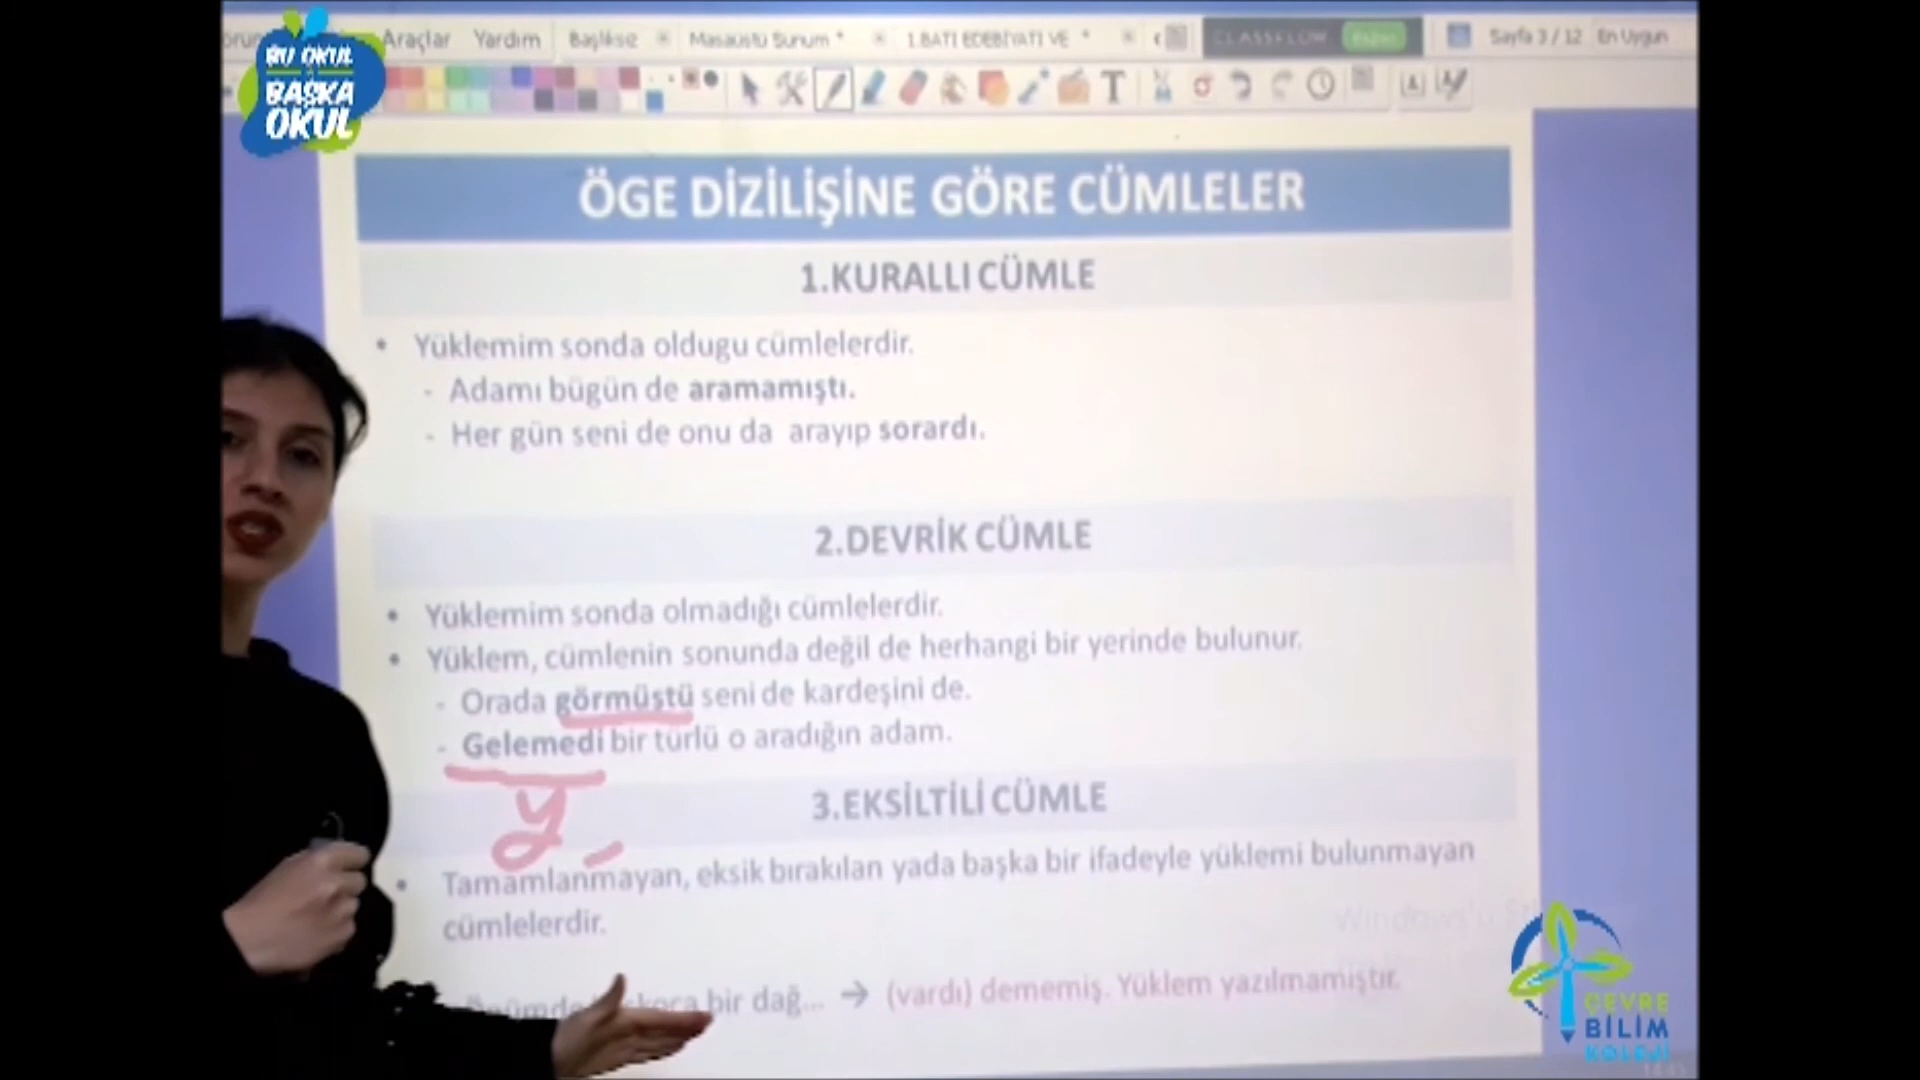 BU OKUL
BAŞKA
OKUL
Araçlar Yardım Başlıksız Masaüstü Sunum * 1.BATI EDEBİYATI VE * CLASSFLOW Sayfa 3 / 12 En Uygun
ÖGE DİZİLİŞİNE GÖRE CÜMLELER
1.KURALLI CÜMLE
• Yüklemim sonda oldugu cümlelerdir.
- Adamı bügün de aramamıştı.
- Her gün seni de onu da arayıp sorardı.
2.DEVRİK CÜMLE
• Yüklemim sonda olmadığı cümlelerdir.
• Yüklem, cümlenin sonunda değil de herhangi bir yerinde bulunur.
- Orada görmüştü seni de kardeşini de.
- Gelemedi bir türlü o aradığın adam.
y
3.EKSİLTİLİ CÜMLE
• Tamamlanmayan, eksik bırakılan yada başka bir ifadeyle yüklemi bulunmayan
cümlelerdir.
bir dağ... → (vardı) dememiş. Yüklem yazılmamıştır.
ÇEVRE
BİLİM
KOLEJİ